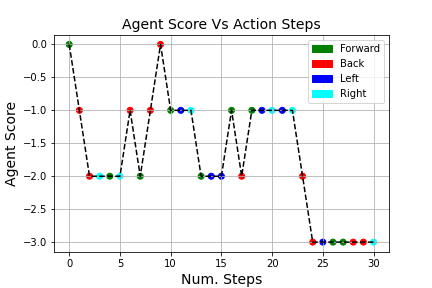 Agent Score Vs Action Steps
Agent Score
0.0
−0.5
−1.0
−1.5
−2.0
−2.5
−3.0
Forward
Back
Left
Right
0 5 10 15 20 25 30
Num. Steps